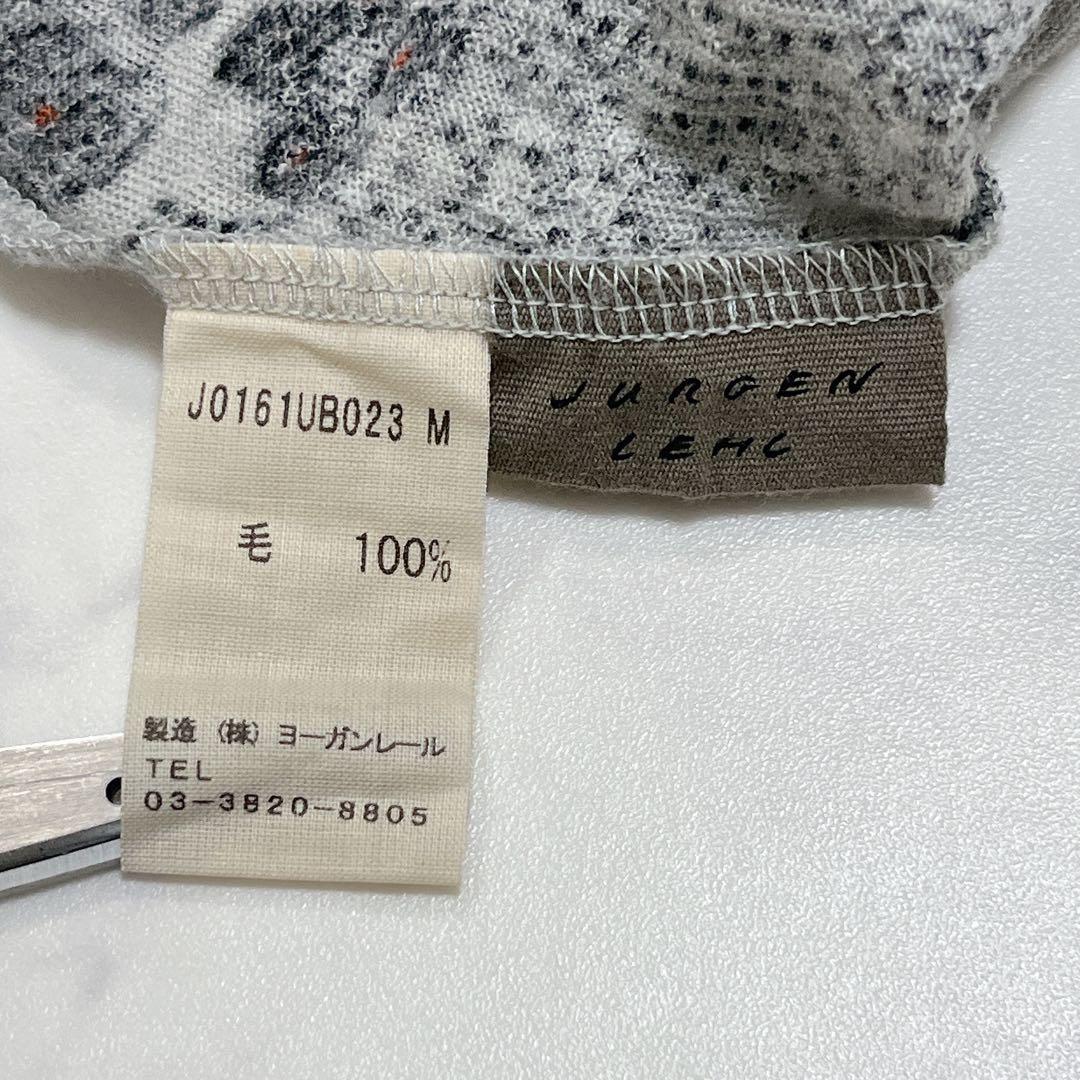 J0161UB023 M
毛 100%
製造 (株) ヨーガンレール
TEL
03-3820-8805
JURGEN
LEHL